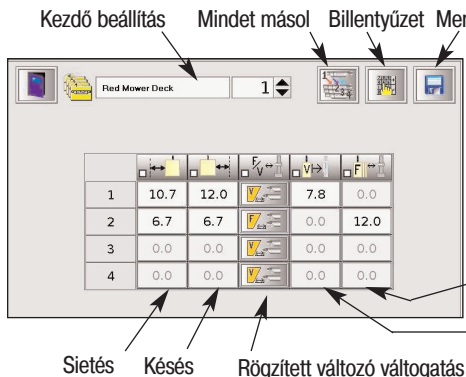 Kezdő beállítás Mindet másol Billentyűzet Men
Red Mower Deck 1
F/V V F
1 10.7 12.0 V 7.8 0.0
2 6.7 6.7 F 0.0 12.0
3 0.0 0.0 V 0.0 0.0
4 0.0 0.0 V 0.0 0.0
Sietés Késés Rögzített változó váltogatás